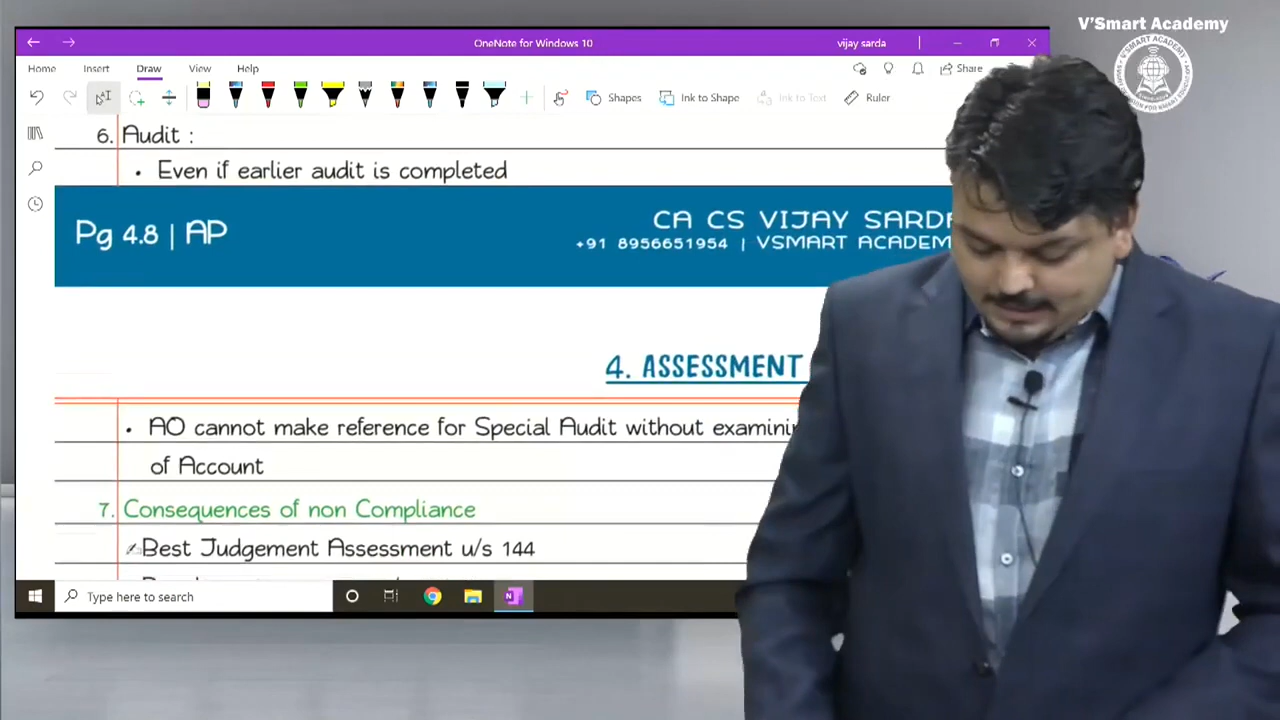 V'Smart Academy
OneNote for Windows 10
vijay sarda
Home Insert Draw View Help
Share
Shapes
Ink to Shape
Ink to Text
Ruler
6. Audit :
• Even if earlier audit is completed
Pg 4.8 | AP
CA CS VIJAY SARDA
+91 8956651954 | VSMART ACADEM
4. ASSESSMENT
• AO cannot make reference for Special Audit without examinin
of Account
7. Consequences of non Compliance
Best Judgement Assessment u/s 144
Type here to search